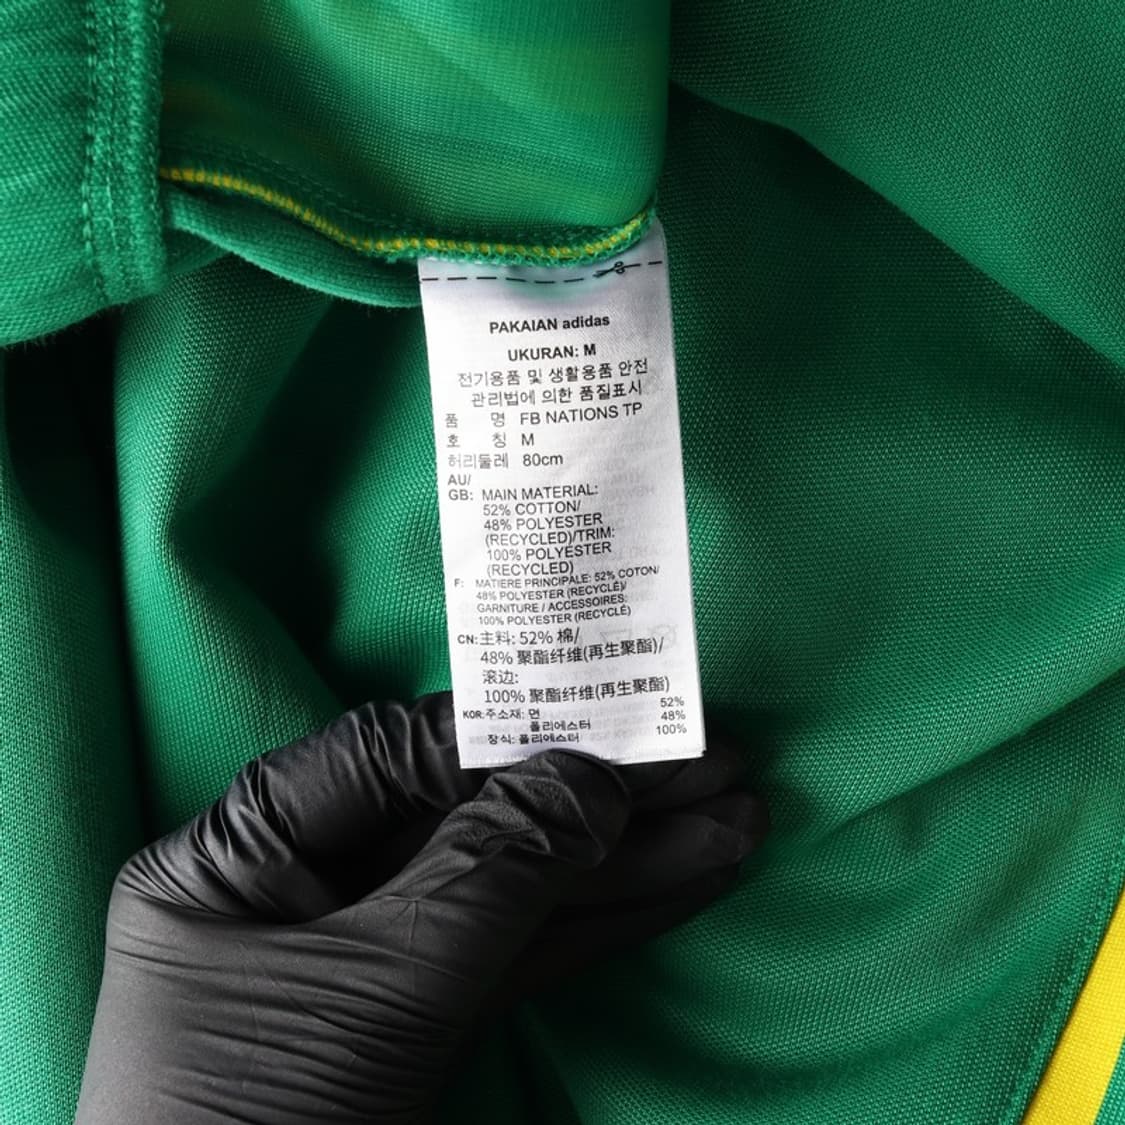 PAKAIAN adidas
UKURAN: M
전기용품 및 생활용품 안전
관리법에 의한 품질표시
품 명 FB NATIONS TP
호 칭 M
허리둘레 80cm
AU/
GB: MAIN MATERIAL:
52% COTTON/
48% POLYESTER
(RECYCLED)/TRIM:
100% POLYESTER
(RECYCLED)
F: MATIERE PRINCIPALE: 52% COTON/
48% POLYESTER (RECYCLÉ)/
GARNITURE / ACCESSOIRES:
100% POLYESTER (RECYCLÉ)
CN: 主料: 52% 棉/
48% 聚酯纤维(再生聚酯)/
滚边:
100% 聚酯纤维(再生聚酯)
KOR: 주소재: 면 52%
폴리에스터 48%
장식: 폴리에스터 100%